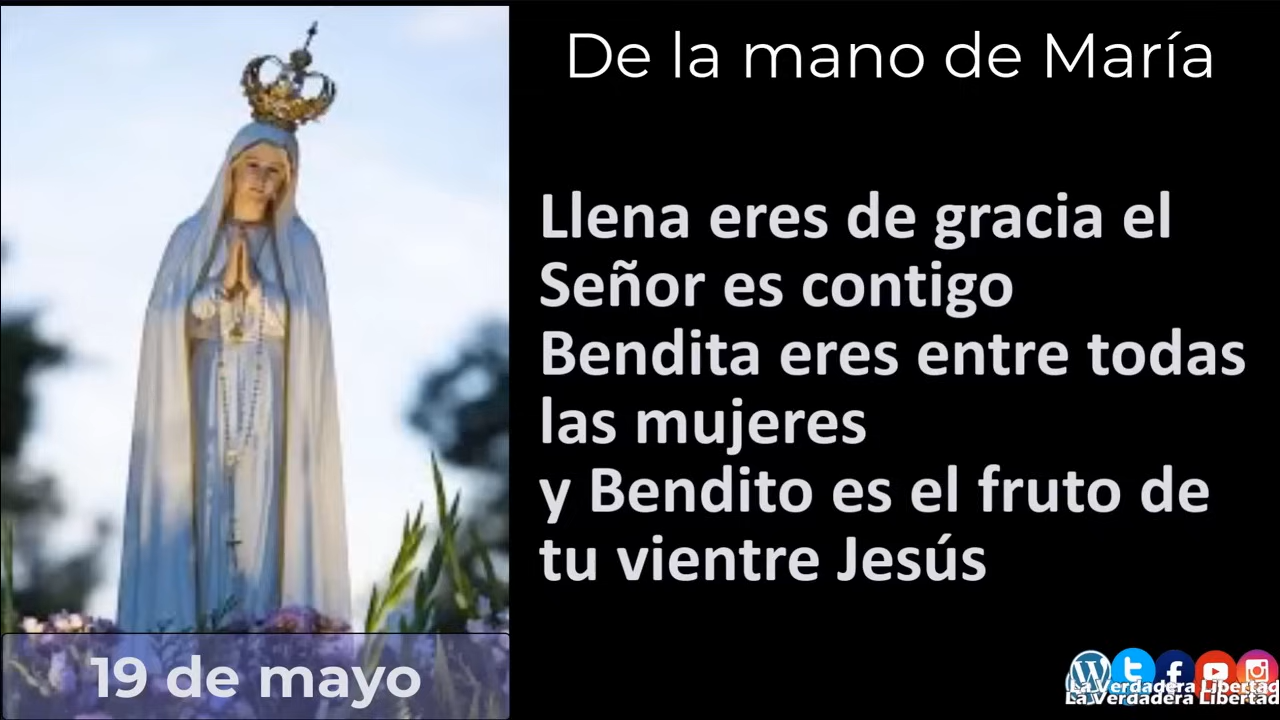 De la mano de María
Llena eres de gracia el
Señor es contigo
Bendita eres entre todas
las mujeres
y Bendito es el fruto de
tu vientre Jesús
19 de mayo
La Verdadera Libertad
La Verdadera Libertad